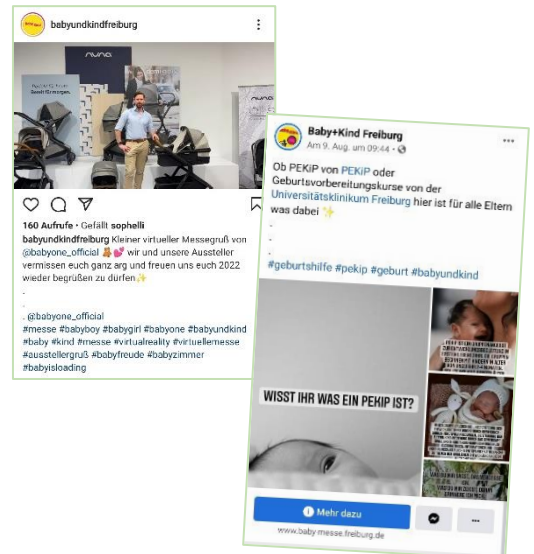 babyundkindfreiburg
nuna
160 Aufrufe · Gefällt sophelli
babyundkindfreiburg Kleiner virtueller Messegruß von
@babyone_official 🧸💕 wir und unsere Aussteller
vermissen euch ganz arg und freuen uns euch 2022
wieder begrüßen zu dürfen✨
.
.
. @babyone_official
#messe #babyboy #babygirl #babyone #babyundkind
#baby #kind #messe #virtualreality #virtuellemesse
#ausstellergruß #babyfreude #babyzimmer
#babyisloading
Baby+Kind Freiburg
Am 9. Aug. um 09:44 ·
Ob PEKiP von PEKiP oder
Geburtsvorbereitungskurse von der
Universitätsklinikum Freiburg hier ist für alle Eltern
was dabei ✨
.
.
.
#geburtshilfe #pekip #geburt #babyundkind
WISST IHR WAS EIN PEKIP IST?
Mehr dazu
www.baby-messe.freiburg.de